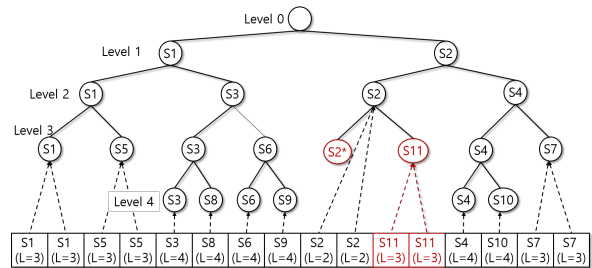 Level 0
Level 1 S1 S2
Level 2 S1 S3 S2 S4
Level 3
S1 S5 S3 S6 S2* S11 S4 S7
Level 4 S3 S8 S6 S9 S4 S10
S1 S1 S5 S5 S3 S8 S6 S9 S2 S2 S11 S11 S4 S10 S7 S7
(L=3) (L=3) (L=3) (L=3) (L=4) (L=4) (L=4) (L=4) (L=2) (L=2) (L=3) (L=3) (L=4) (L=4) (L=3) (L=3)